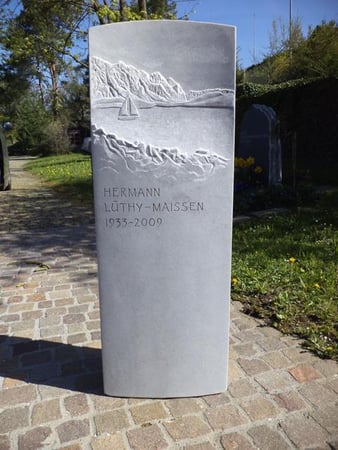 HERMANN
LÜTHY-MAISSEN
1933-2009